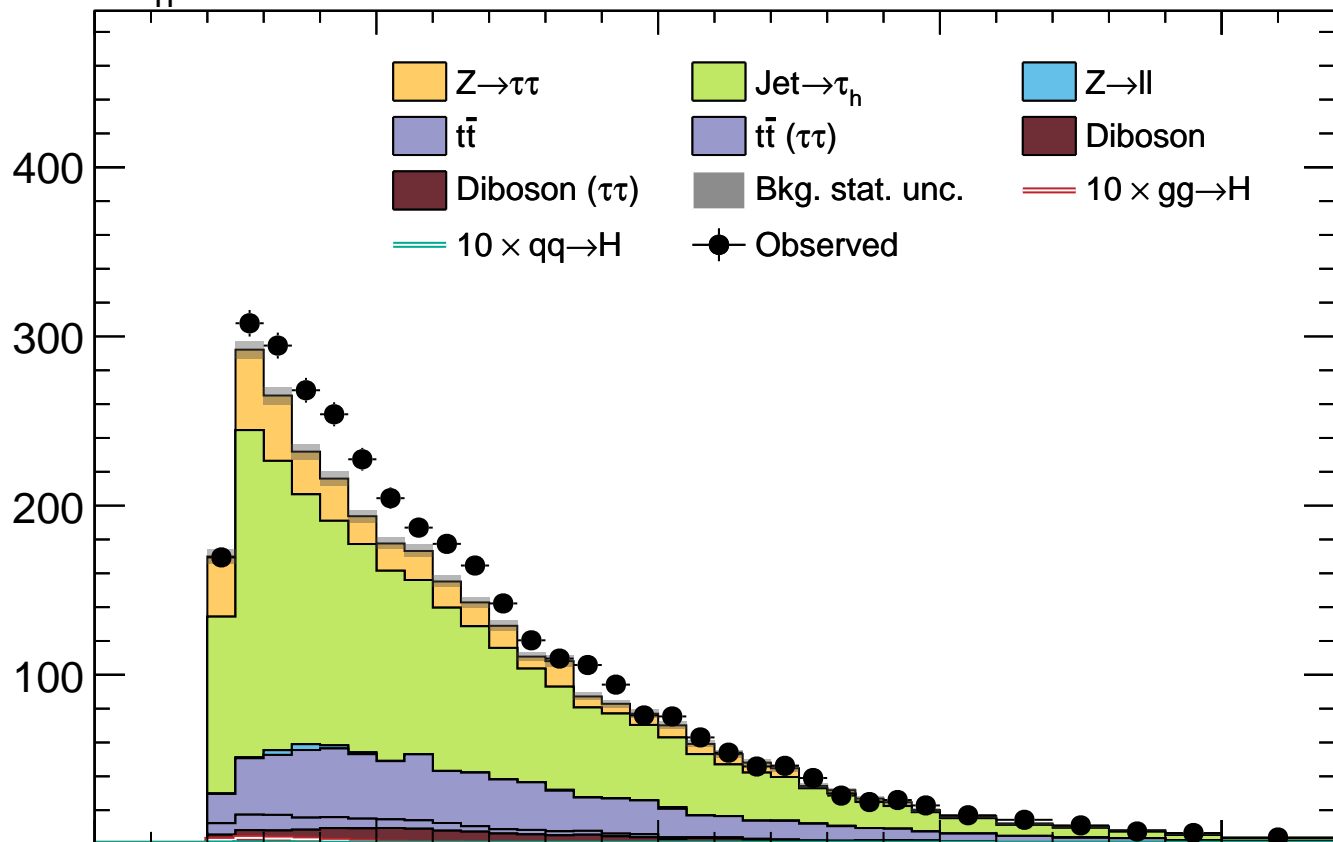 Z→ττ Jet→τh Z→ll
tt̄ tt̄ (ττ) Diboson
Diboson (ττ) Bkg. stat. unc. 10 × gg→H
10 × qq→H Observed
400
300
200
100